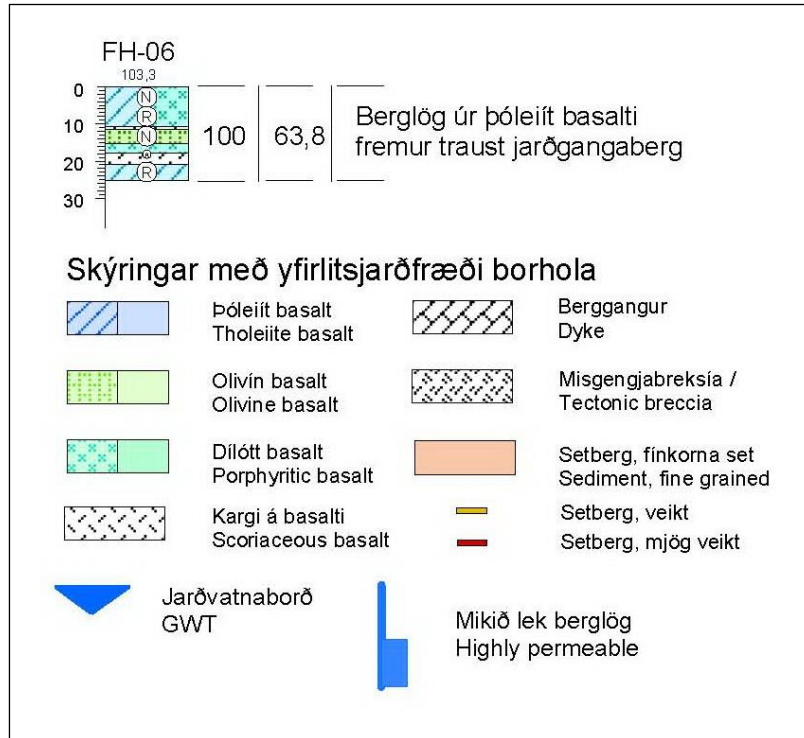 FH-06
103,3
0
10
20
30
N
R
N
R
100
63,8
Berglög úr þóleiít basalti
fremur traust jarðgangaberg
Skýringar með yfirlitsjarðfræði borhola
Þóleiít basalt
Tholeiite basalt
Olivín basalt
Olivine basalt
Dílótt basalt
Porphyritic basalt
Kargi á basalti
Scoriaceous basalt
Berggangur
Dyke
Misgengjabreksía /
Tectonic breccia
Setberg, fínkorna set
Sediment, fine grained
Setberg, veikt
Setberg, mjög veikt
Jarðvatnaborð
GWT
Mikið lek berglög
Highly permeable